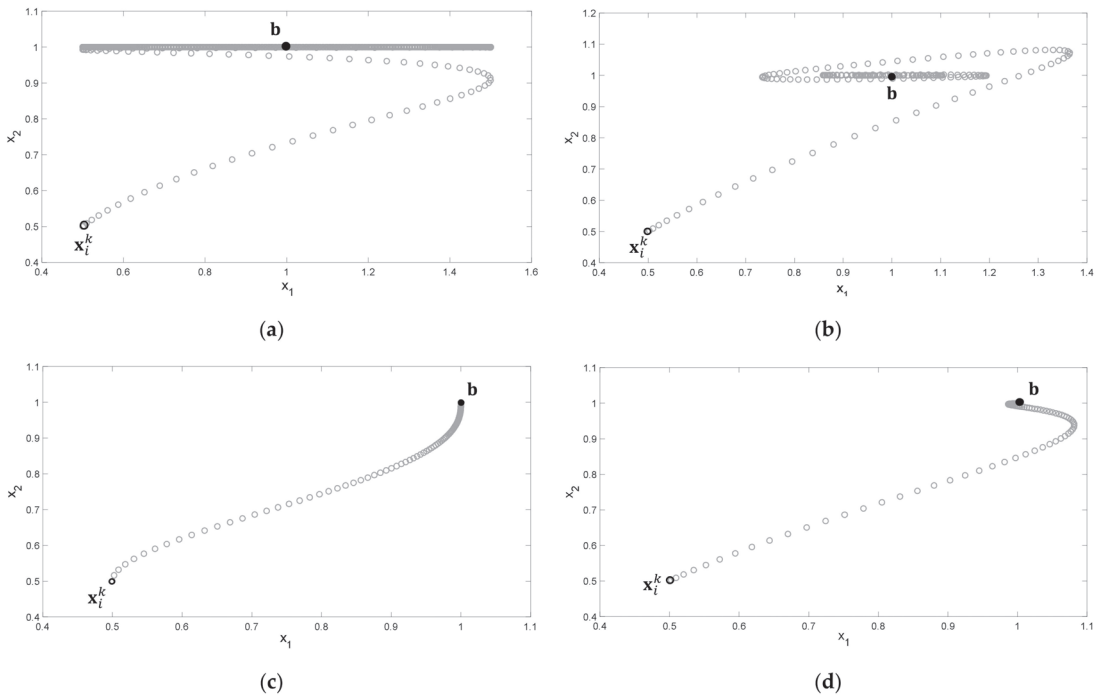 1.1
1
0.9
0.8
0.7
0.6
0.5
0.4
x₂
b
𝐱ᵢᵏ
0.4 0.6 0.8 1 1.2 1.4 1.6
x₁
(a)
1.2
1.1
1
0.9
0.8
0.7
0.6
0.5
0.4
x₂
b
𝐱ᵢᵏ
0.4 0.5 0.6 0.7 0.8 0.9 1 1.1 1.2 1.3 1.4
x₁
(b)
1.1
1
0.9
0.8
0.7
0.6
0.5
0.4
x₂
b
𝐱ᵢᵏ
0.4 0.5 0.6 0.7 0.8 0.9 1 1.1
x₁
(c)
1.1
1
0.9
0.8
0.7
0.6
0.5
0.4
x₂
b
𝐱ᵢᵏ
0.4 0.5 0.6 0.7 0.8 0.9 1 1.1
x₁
(d)